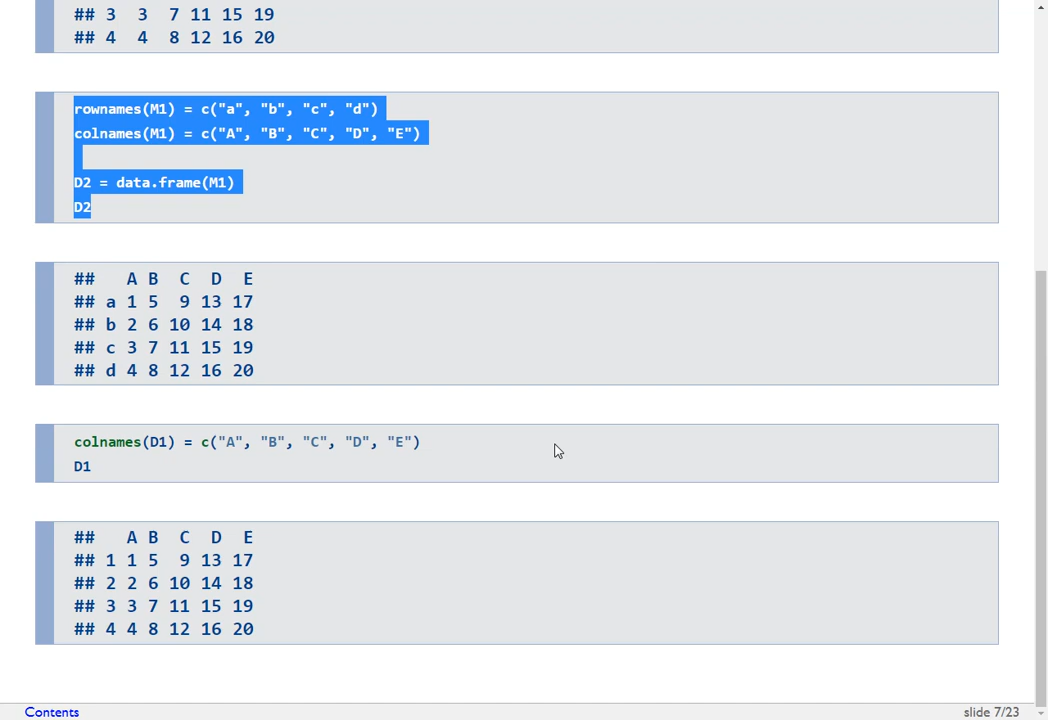 ## 3  3  7 11 15 19
## 4  4  8 12 16 20
rownames(M1) = c("a", "b", "c", "d")
colnames(M1) = c("A", "B", "C", "D", "E")
D2 = data.frame(M1)
D2
##   A B  C  D  E
## a 1 5  9 13 17
## b 2 6 10 14 18
## c 3 7 11 15 19
## d 4 8 12 16 20
colnames(D1) = c("A", "B", "C", "D", "E")
D1
##   A B  C  D  E
## 1 1 5  9 13 17
## 2 2 6 10 14 18
## 3 3 7 11 15 19
## 4 4 8 12 16 20
Contents
slide 7/23